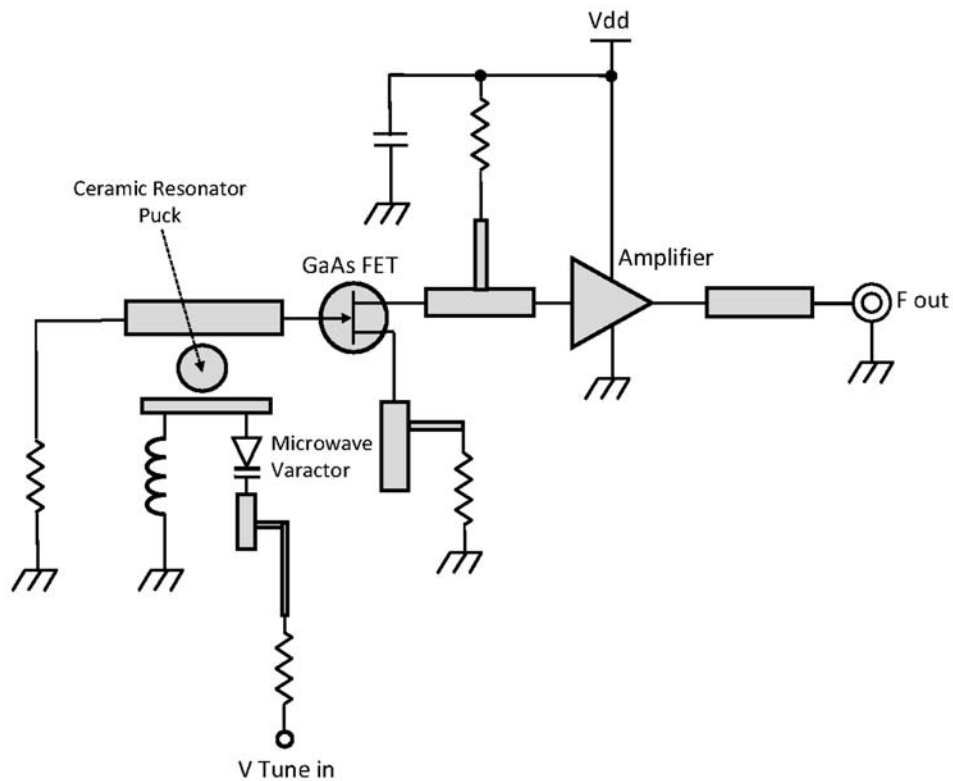 Vdd
Ceramic Resonator
Puck
GaAs FET
Amplifier
F out
Microwave
Varactor
V Tune in